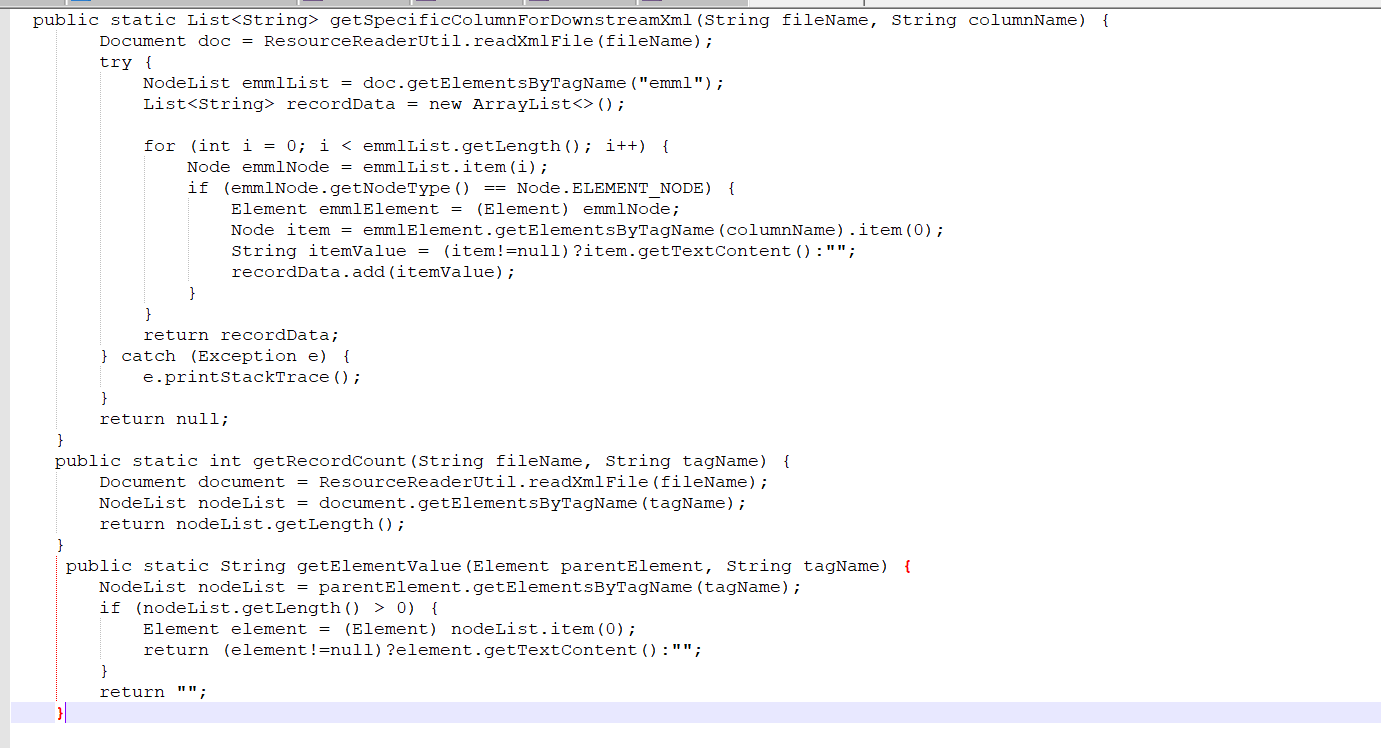 public static List<String> getSpecificColumnForDownstreamXml(String fileName, String columnName) {
Document doc = ResourceReaderUtil.readXmlFile(fileName);
try {
NodeList emmlList = doc.getElementsByTagName("emml");
List<String> recordData = new ArrayList<>();
for (int i = 0; i < emmlList.getLength(); i++) {
Node emmlNode = emmlList.item(i);
if (emmlNode.getNodeType() == Node.ELEMENT_NODE) {
Element emmlElement = (Element) emmlNode;
Node item = emmlElement.getElementsByTagName(columnName).item(0);
String itemValue = (item!=null)?item.getTextContent():"";
recordData.add(itemValue);
}
}
return recordData;
} catch (Exception e) {
e.printStackTrace();
}
return null;
}
public static int getRecordCount(String fileName, String tagName) {
Document document = ResourceReaderUtil.readXmlFile(fileName);
NodeList nodeList = document.getElementsByTagName(tagName);
return nodeList.getLength();
}
public static String getElementValue(Element parentElement, String tagName) {
NodeList nodeList = parentElement.getElementsByTagName(tagName);
if (nodeList.getLength() > 0) {
Element element = (Element) nodeList.item(0);
return (element!=null)?element.getTextContent():"";
}
return "";
}